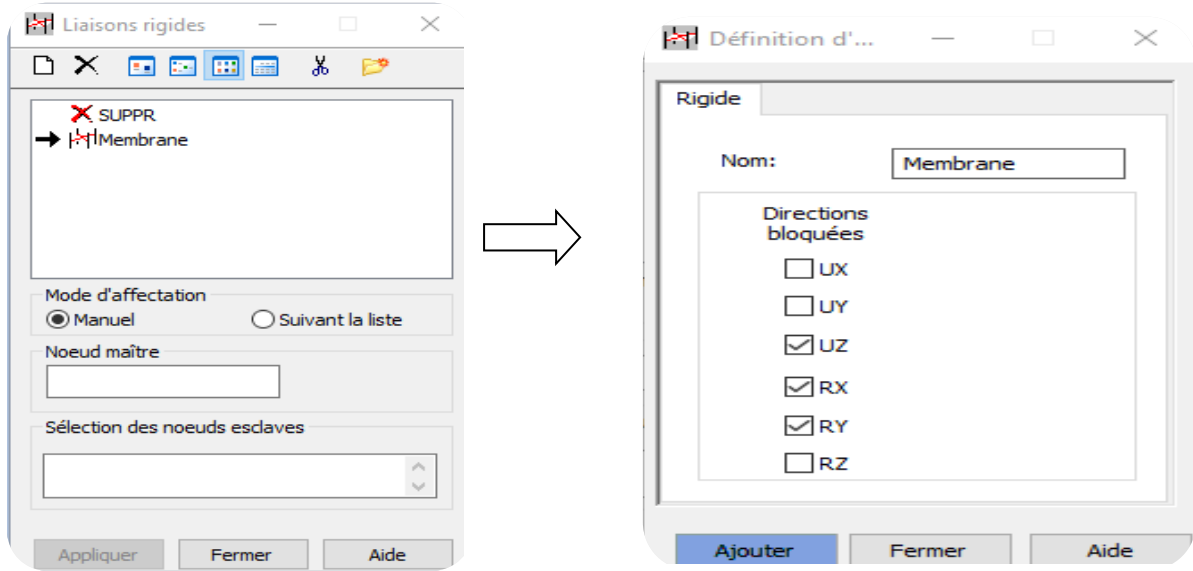 Liaisons rigides
SUPPR
Membrane
Mode d'affectation
Manuel
Suivant la liste
Noeud maître
Sélection des noeuds esclaves
Appliquer
Fermer
Aide
Définition d'...
Rigide
Nom:
Membrane
Directions
bloquées
UX
UY
UZ
RX
RY
RZ
Ajouter
Fermer
Aide